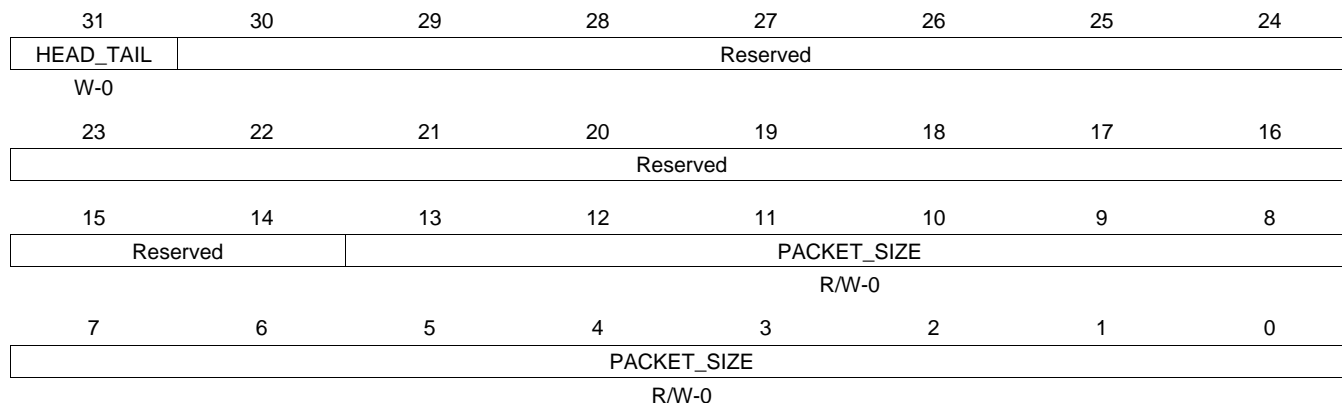 31 30 29 28 27 26 25 24
HEAD_TAIL Reserved
W-0
23 22 21 20 19 18 17 16
Reserved
15 14 13 12 11 10 9 8
Reserved PACKET_SIZE
R/W-0
7 6 5 4 3 2 1 0
PACKET_SIZE
R/W-0